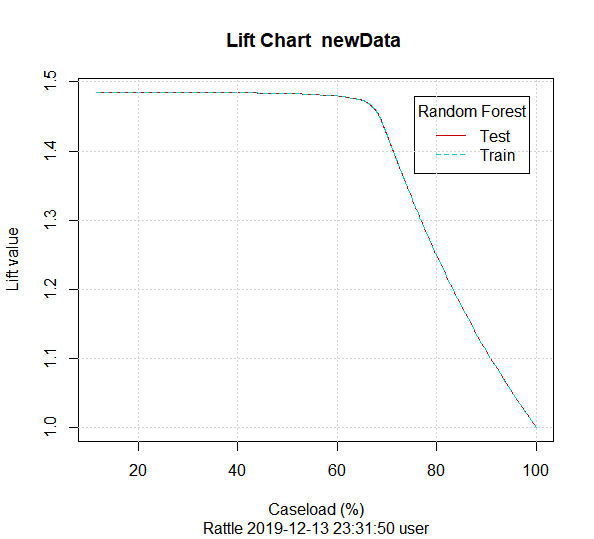 Lift Chart newData
Lift value
1.5
1.4
1.3
1.2
1.1
1.0
Random Forest
Test
Train
20 40 60 80 100
Caseload (%)
Rattle 2019-12-13 23:31:50 user